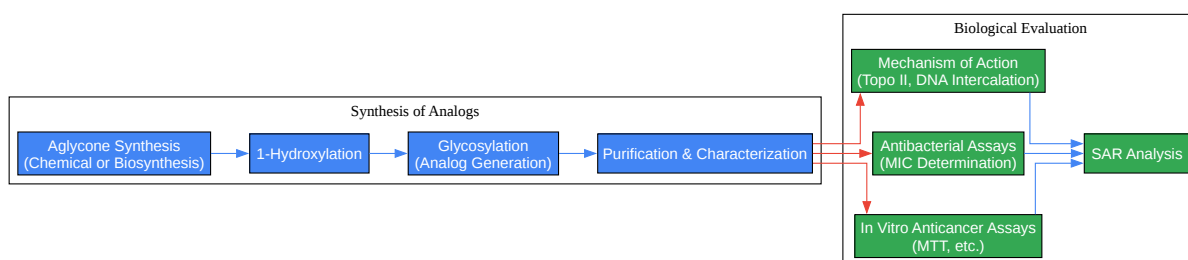 Synthesis of Analogs
Aglycone Synthesis
(Chemical or Biosynthesis)
1-Hydroxylation
Glycosylation
(Analog Generation)
Purification & Characterization
Biological Evaluation
Mechanism of Action
(Topo II, DNA Intercalation)
Antibacterial Assays
(MIC Determination)
In Vitro Anticancer Assays
(MTT, etc.)
SAR Analysis